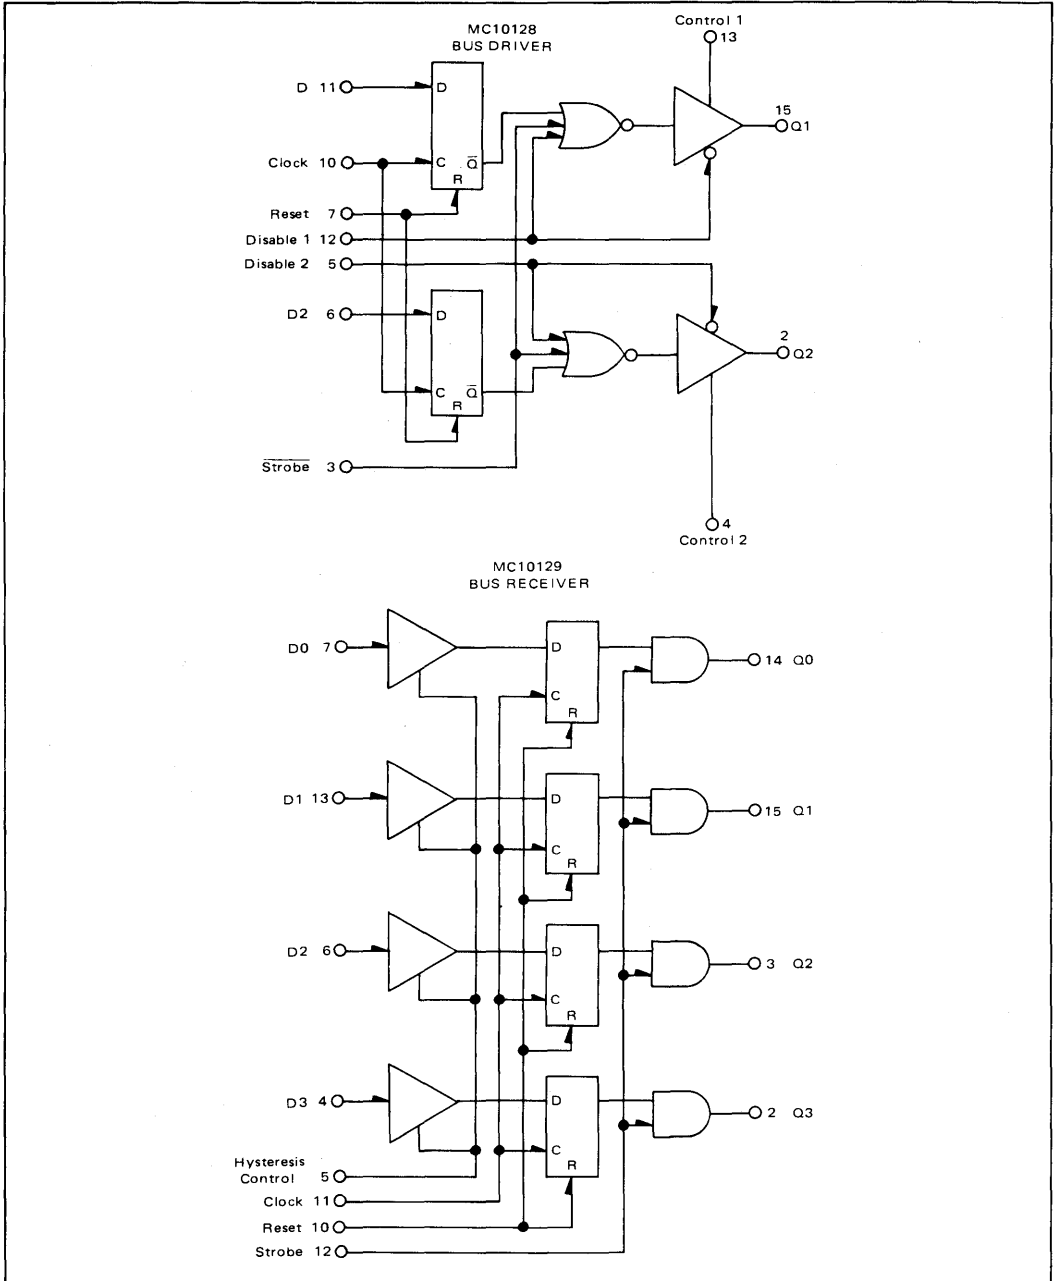 MC10128
BUS DRIVER
Control 1
13
D 11
D
15
Q1
Clock 10
C Q̅
R
Reset 7
Disable 1 12
Disable 2 5
D2 6
D
2
Q2
C Q̅
R
S̅t̅r̅o̅b̅e̅ 3
4
Control 2
MC10129
BUS RECEIVER
D0 7
D
14 Q0
C
R
D1 13
D
15 Q1
C
R
D2 6
D
3 Q2
C
R
D3 4
D
2 Q3
C
R
Hysteresis
Control 5
Clock 11
Reset 10
Strobe 12